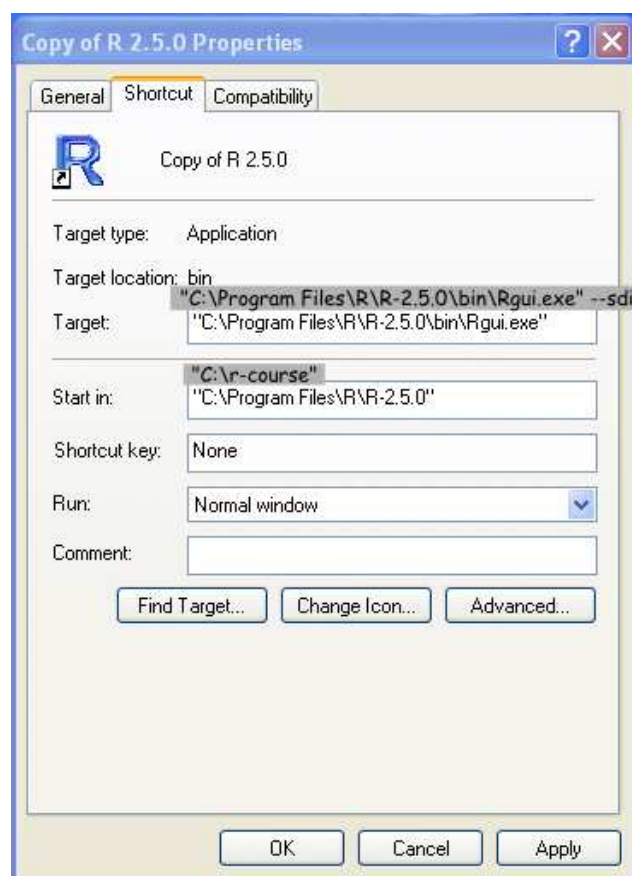 Copy of R 2.5.0 Properties
General Shortcut Compatibility
Copy of R 2.5.0
Target type: Application
Target location: bin
"C:\Program Files\R\R-2.5.0\bin\Rgui.exe" --sdi
Target: "C:\Program Files\R\R-2.5.0\bin\Rgui.exe"
"C:\r-course"
Start in: "C:\Program Files\R\R-2.5.0"
Shortcut key: None
Run: Normal window
Comment:
Find Target... Change Icon... Advanced...
OK Cancel Apply